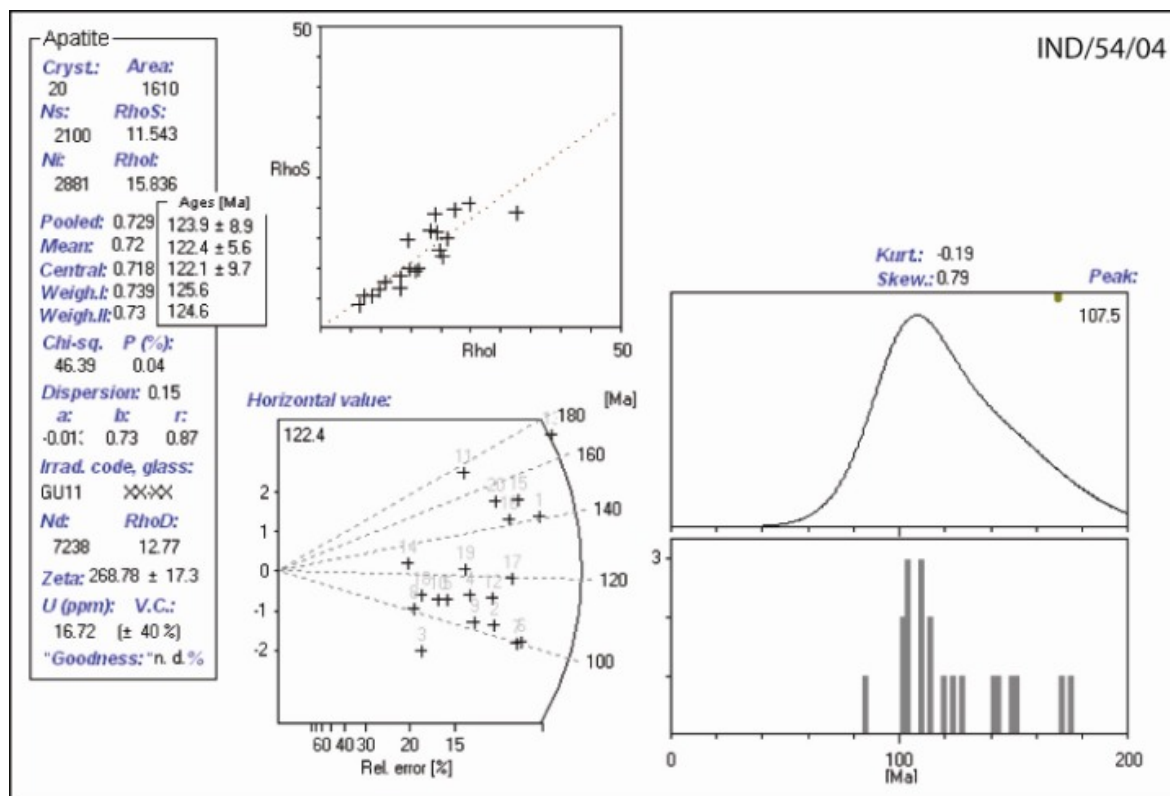 IND/54/04
Apatite
Cryst.: Area:
20 1610
Ns: RhoS:
2100 11.543
Ni: RhoI:
2881 15.836
Ages [Ma]
Pooled: 0.729 123.9 ± 8.9
Mean: 0.72 122.4 ± 5.6
Central: 0.718 122.1 ± 9.7
Weigh.I: 0.739 125.6
Weigh.II: 0.73 124.6
Chi-sq. P (%):
46.39 0.04
Dispersion: 0.15
a: b: r:
0.73 0.87
Irrad. code, glass:
GU11 XX-XX
Nd: RhoD:
7238 12.77
Zeta: 268.78 ± 17.3
U (ppm): V.C.:
16.72 (± 40 %)
"Goodness: "n. d.%
50
RhoS
RhoI 50
Horizontal value: [Ma]
122.4
180
160
140
120
100
2
1
0
-1
-2
11
20 15
1
14 19 17
12
8 4
9 2
3
6
60 40 30 20 15
Rel. error [%]
Kurt.: -0.19
Skew.: 0.79
Peak:
107.5
3
0 100 200
[Ma]